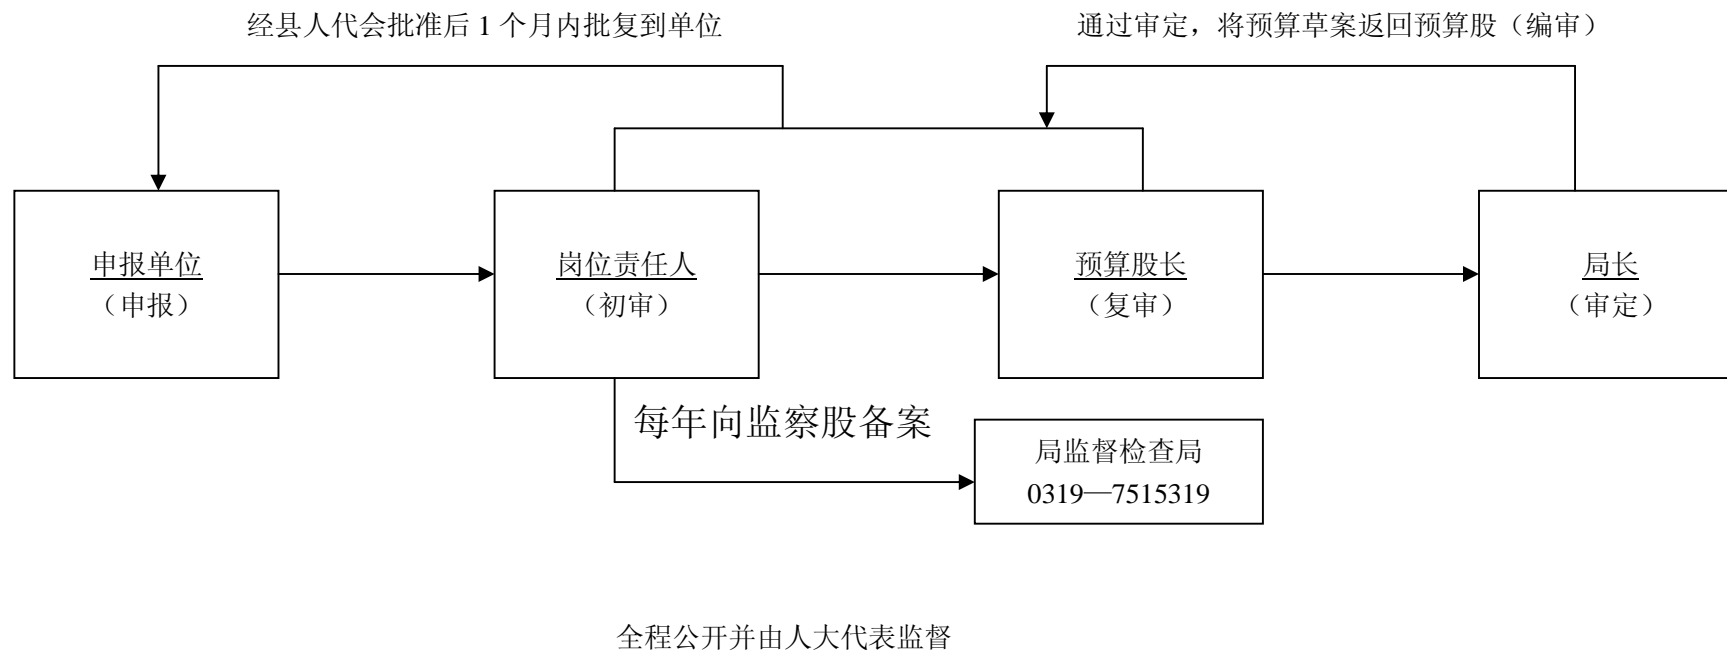 经县人代会批准后 1 个月内批复到单位
通过审定，将预算草案返回预算股（编审）
申报单位
（申报）
岗位责任人
（初审）
预算股长
（复审）
局长
（审定）
每年向监察股备案
局监督检查局
0319—7515319
全程公开并由人大代表监督